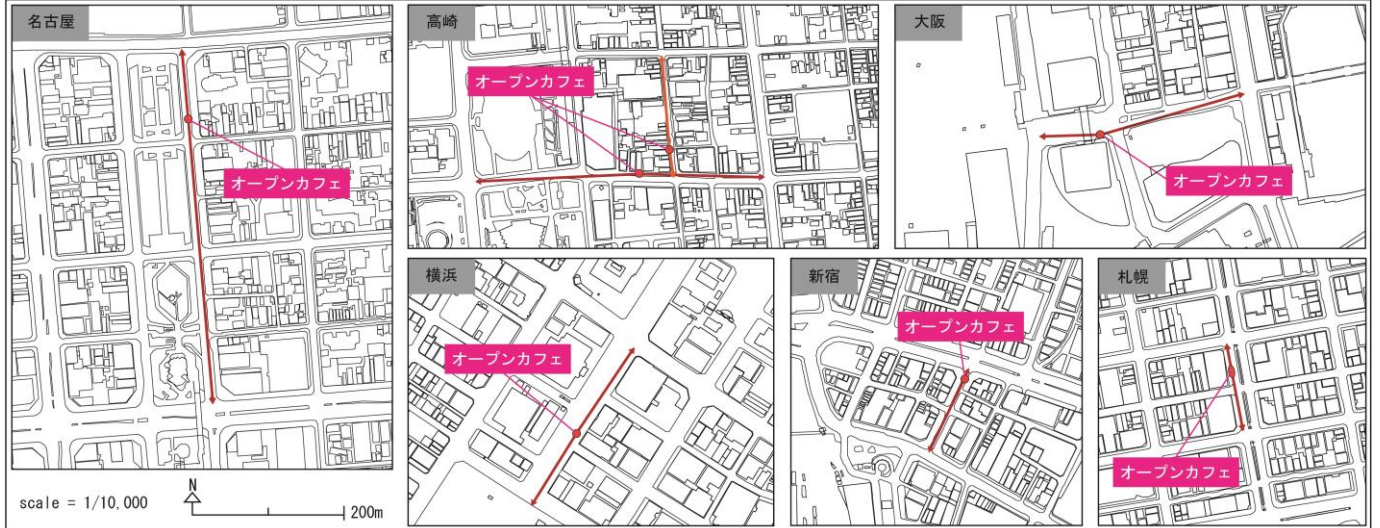 名古屋
オープンカフェ
高崎
オープンカフェ
大阪
オープンカフェ
横浜
オープンカフェ
新宿
オープンカフェ
札幌
オープンカフェ
scale = 1/10,000
N
200m